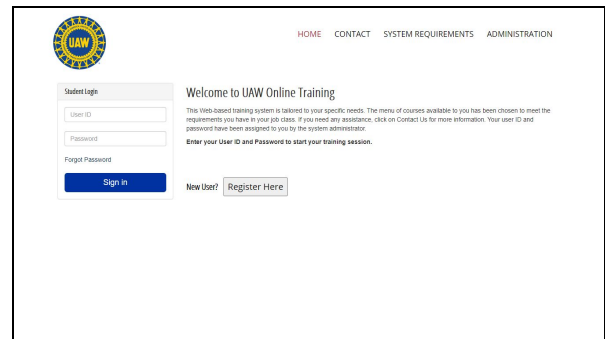 UAW
HOME CONTACT SYSTEM REQUIREMENTS ADMINISTRATION
Student Login
User ID
Password
Forgot Password
Sign in
Welcome to UAW Online Training
This Web-based training system is tailored to your specific needs. The menu of courses available to you has been chosen to meet the
requirements you have in your job class. If you need any assistance, click on Contact Us for more information. Your user ID and
password have been assigned to you by the system administrator.
Enter your User ID and Password to start your training session.
New User? Register Here